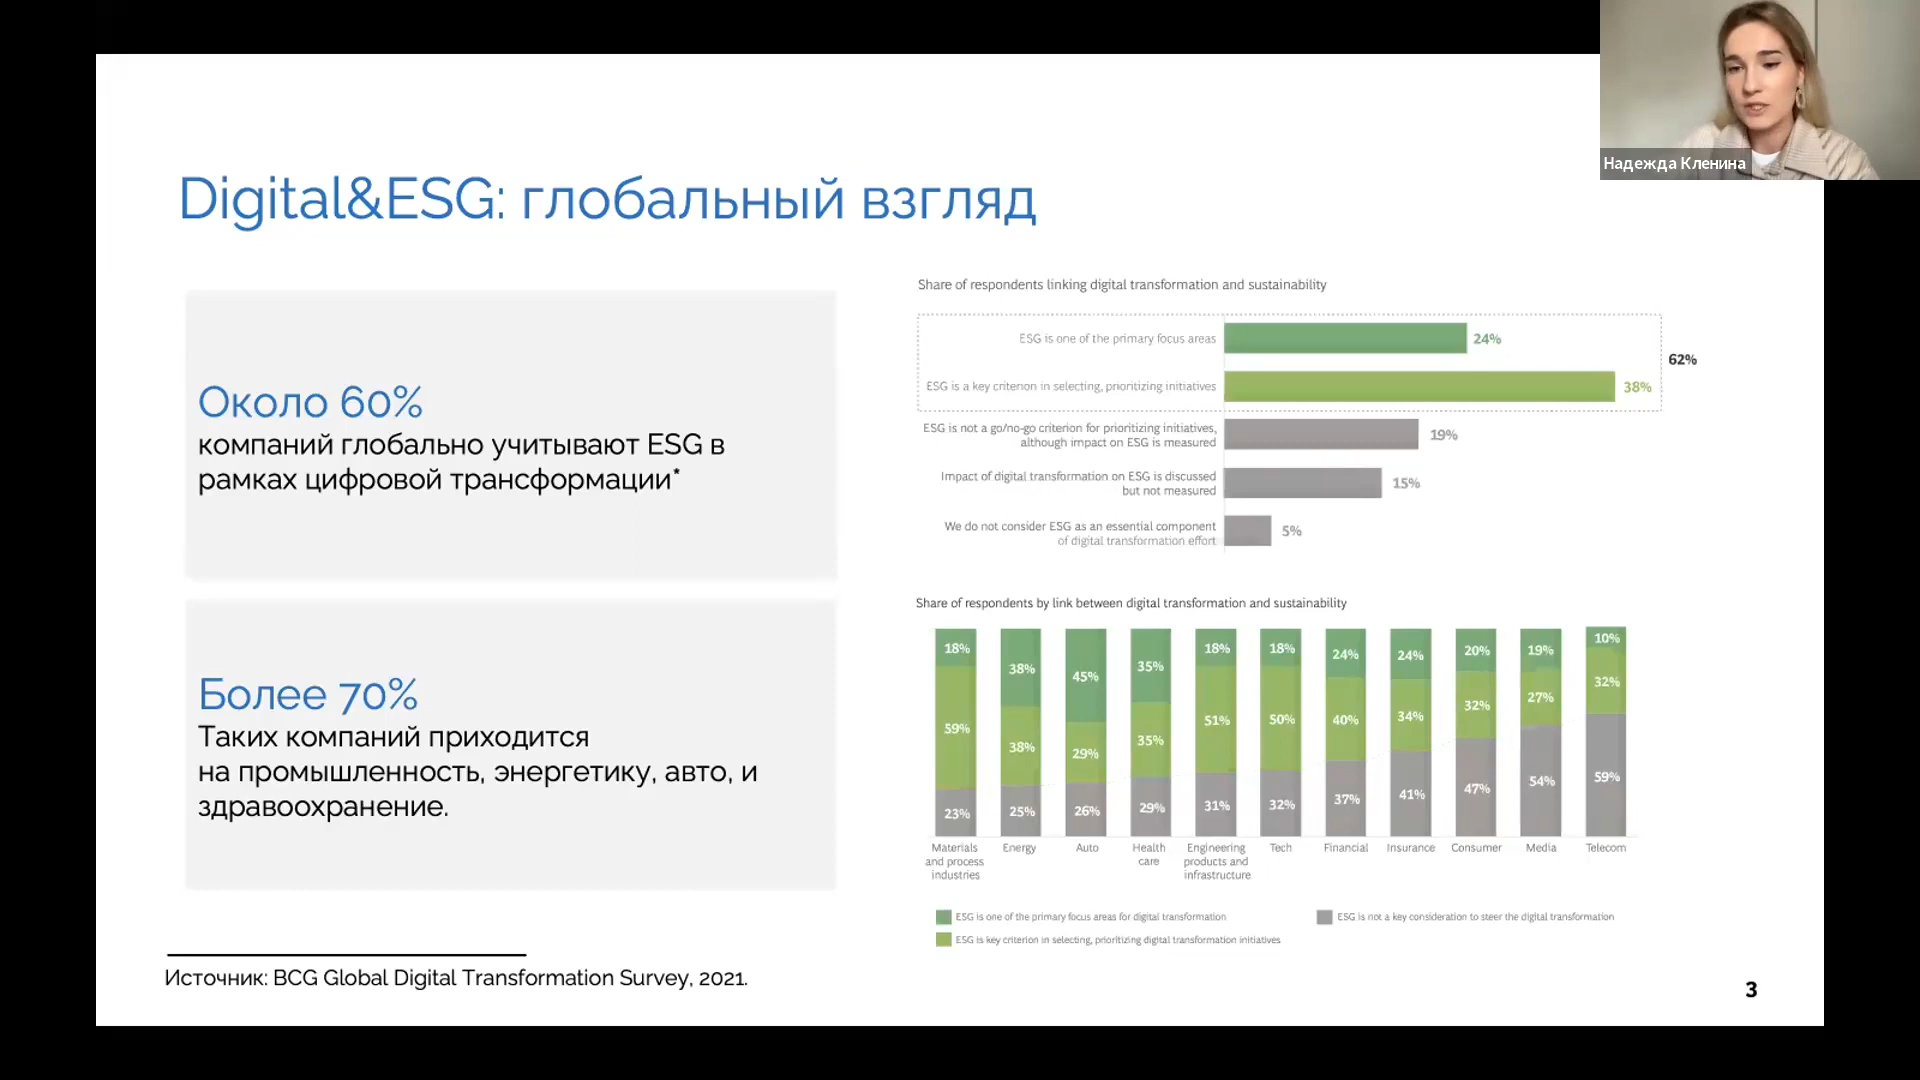 Надежда Кленина
Digital&ESG: глобальный взгляд
Около 60%
компаний глобально учитывают ESG в
рамках цифровой трансформации*
Более 70%
Таких компаний приходится
на промышленность, энергетику, авто, и
здравоохранение.
Источник: BCG Global Digital Transformation Survey, 2021.
Share of respondents linking digital transformation and sustainability
ESG is one of the primary focus areas
24%
62%
ESG is a key criterion in selecting, prioritizing initiatives
38%
ESG is not a go/no-go criterion for prioritizing initiatives,
although impact on ESG is measured
19%
Impact of digital transformation on ESG is discussed
but not measured
15%
We do not consider ESG as an essential component
of digital transformation effort
5%
Share of respondents by link between digital transformation and sustainability
18% 38% 45% 35% 18% 18% 24% 24% 20% 19% 10%
59% 38% 29% 35% 51% 50% 40% 34% 32% 27% 32%
23% 25% 26% 29% 31% 32% 37% 41% 47% 54% 59%
Materials Energy Auto Health Engineering Tech Financial Insurance Consumer Media Telecom
and process care products and
industries infrastructure
ESG is one of the primary focus areas for digital transformation
ESG is not a key consideration to steer the digital transformation
ESG is key criterion in selecting, prioritizing digital transformation initiatives
3